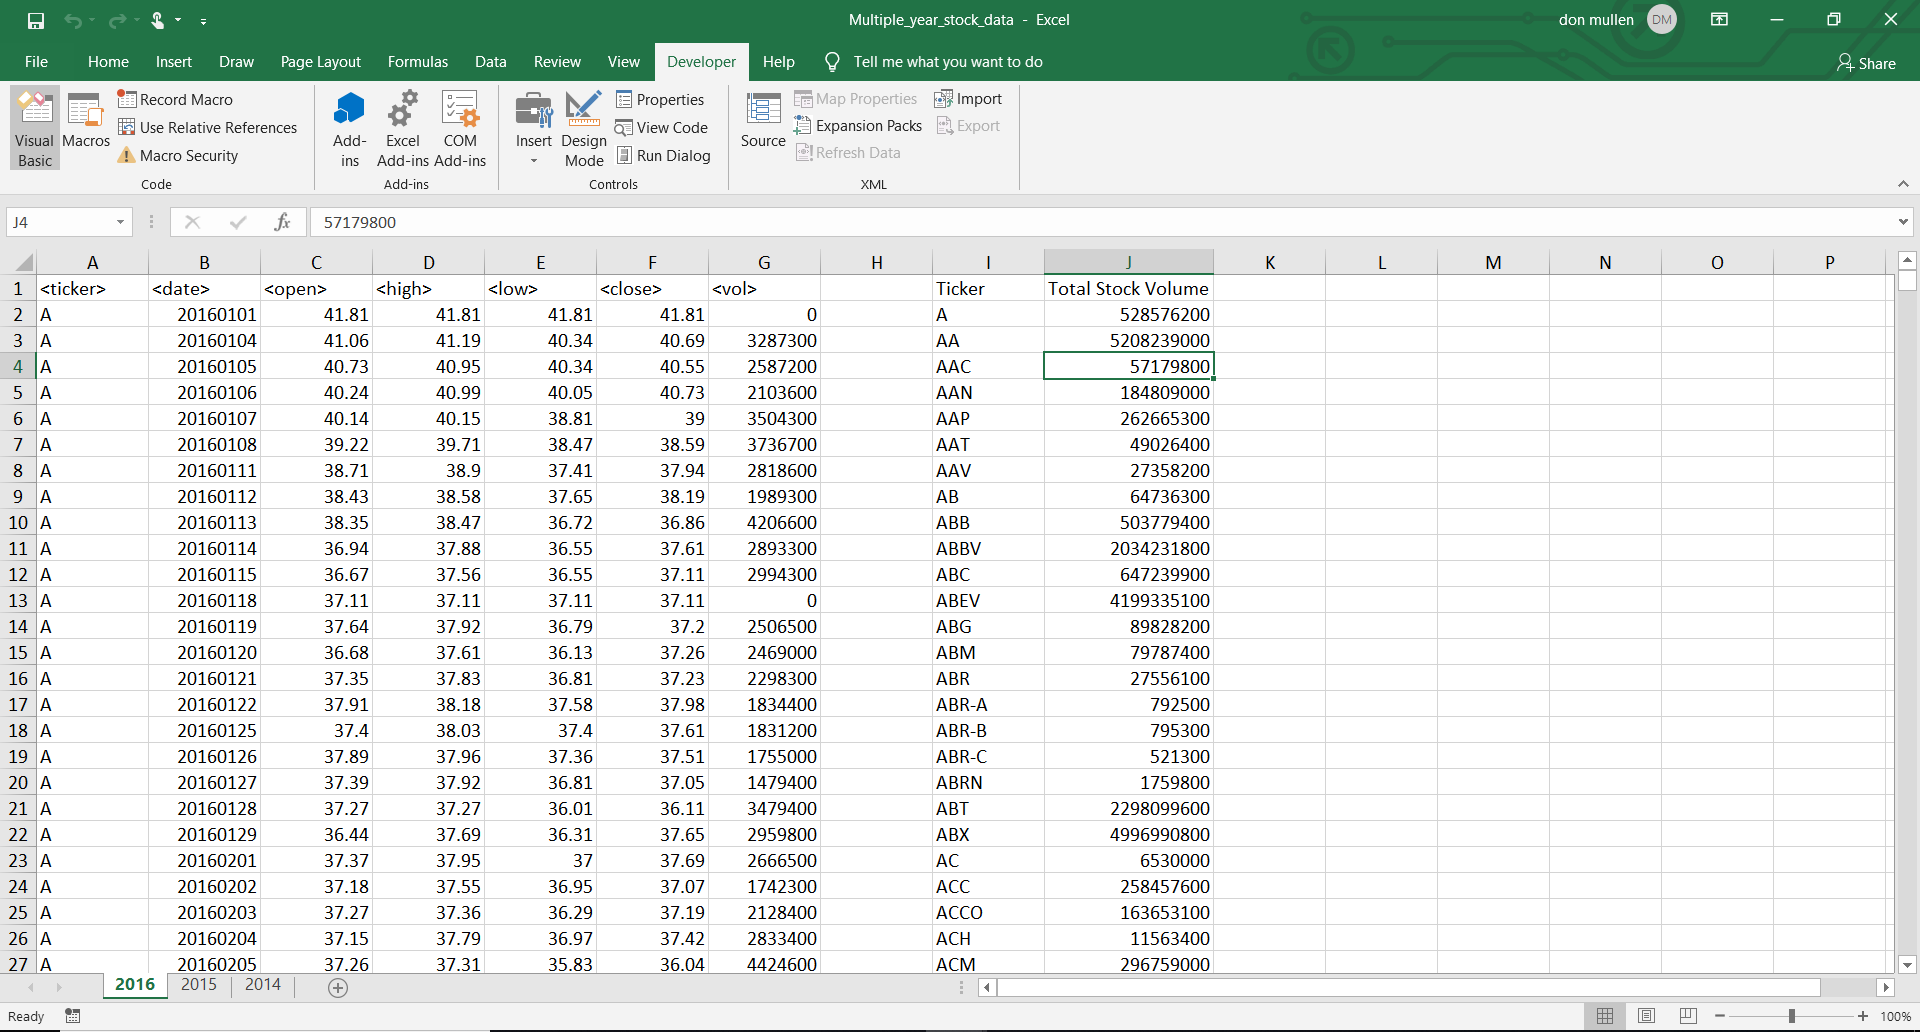 Multiple_year_stock_data - Excel
don mullen DM
File Home Insert Draw Page Layout Formulas Data Review View Developer Help Tell me what you want to do Share
Visual Basic
Macros
Record Macro
Use Relative References
Macro Security
Code
Add-ins
Excel Add-ins
COM Add-ins
Add-ins
Insert
Design Mode
Properties
View Code
Run Dialog
Controls
Source
Map Properties
Expansion Packs
Refresh Data
Import
Export
XML
J4 fx 57179800
A B C D E F G H I J K L M N O P
1 <ticker> <date> <open> <high> <low> <close> <vol> Ticker Total Stock Volume
2 A 20160101 41.81 41.81 41.81 41.81 0 A 528576200
3 A 20160104 41.06 41.19 40.34 40.69 3287300 AA 5208239000
4 A 20160105 40.73 40.95 40.34 40.55 2587200 AAC 57179800
5 A 20160106 40.24 40.99 40.05 40.73 2103600 AAN 184809000
6 A 20160107 40.14 40.15 38.81 39 3504300 AAP 262665300
7 A 20160108 39.22 39.71 38.47 38.59 3736700 AAT 49026400
8 A 20160111 38.71 38.9 37.41 37.94 2818600 AAV 27358200
9 A 20160112 38.43 38.58 37.65 38.19 1989300 AB 64736300
10 A 20160113 38.35 38.47 36.72 36.86 4206600 ABB 503779400
11 A 20160114 36.94 37.88 36.55 37.61 2893300 ABBV 2034231800
12 A 20160115 36.67 37.56 36.55 37.11 2994300 ABC 647239900
13 A 20160118 37.11 37.11 37.11 37.11 0 ABEV 4199335100
14 A 20160119 37.64 37.92 36.79 37.2 2506500 ABG 89828200
15 A 20160120 36.68 37.61 36.13 37.26 2469000 ABM 79787400
16 A 20160121 37.35 37.83 36.81 37.23 2298300 ABR 27556100
17 A 20160122 37.91 38.18 37.58 37.98 1834400 ABR-A 792500
18 A 20160125 37.4 38.03 37.4 37.61 1831200 ABR-B 795300
19 A 20160126 37.89 37.96 37.36 37.51 1755000 ABR-C 521300
20 A 20160127 37.39 37.92 36.81 37.05 1479400 ABRN 1759800
21 A 20160128 37.27 37.27 36.01 36.11 3479400 ABT 2298099600
22 A 20160129 36.44 37.69 36.31 37.65 2959800 ABX 4996990800
23 A 20160201 37.37 37.95 37 37.69 2666500 AC 6530000
24 A 20160202 37.18 37.55 36.95 37.07 1742300 ACC 258457600
25 A 20160203 37.27 37.36 36.29 37.19 2128400 ACCO 163653100
26 A 20160204 37.15 37.79 36.97 37.42 2833400 ACH 11563400
27 A 20160205 37.26 37.31 35.83 36.04 4424600 ACM 296759000
2016 2015 2014
Ready 100%